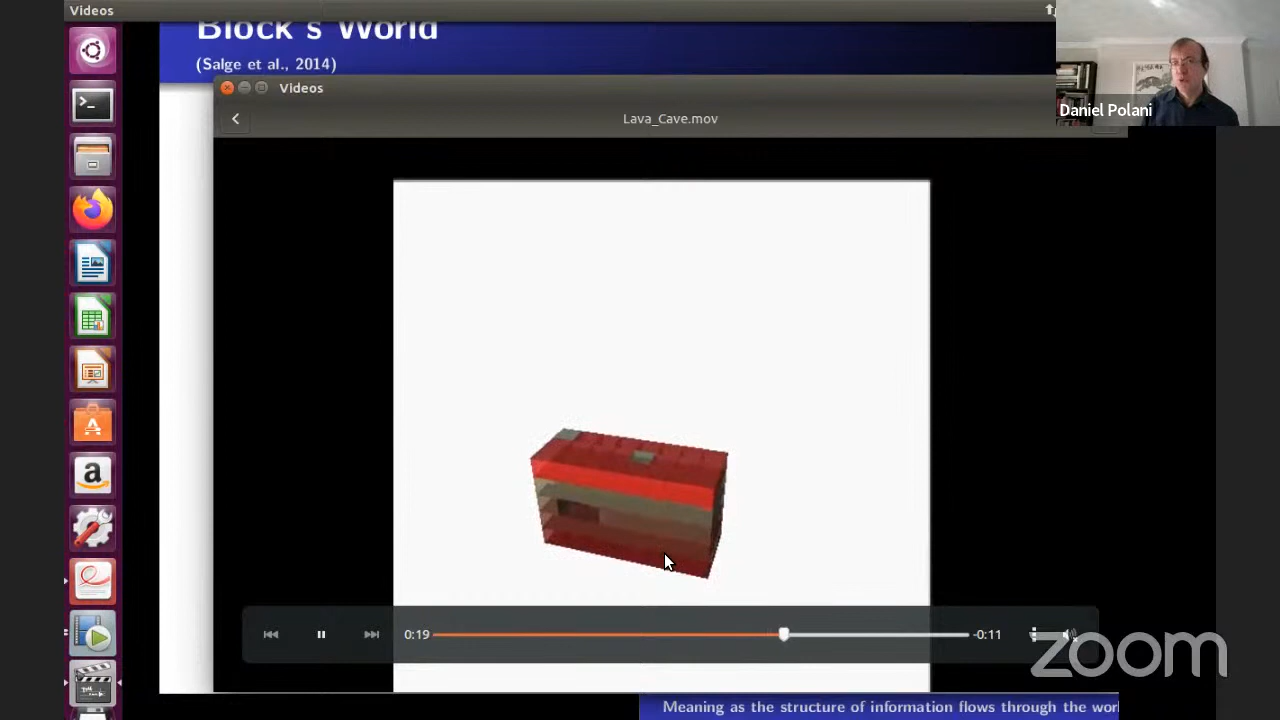 Videos
Block's World
(Salge et al., 2014)
Videos
Lava_Cave.mov
Daniel Polani
0:19
-0:11
zoom
Meaning as the structure of information flows through the wor